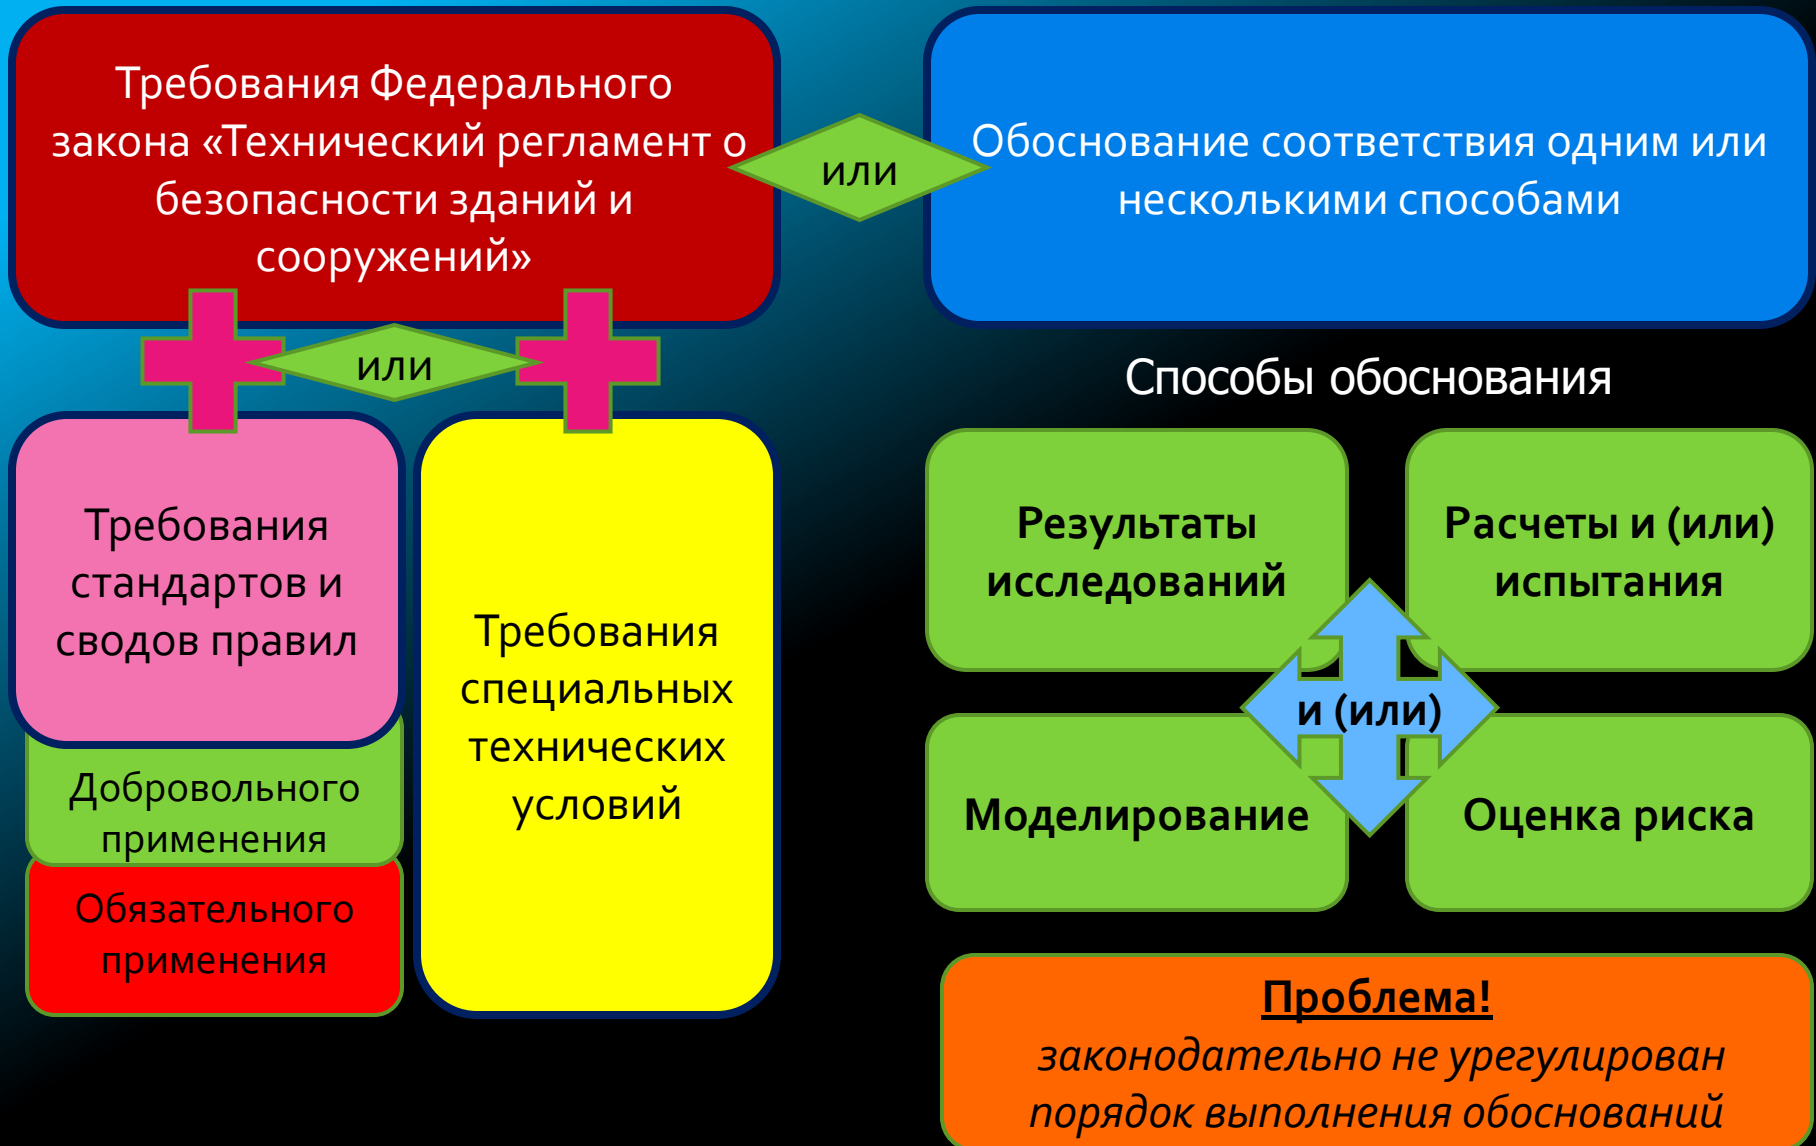 Требования Федерального
закона «Технический регламент о
безопасности зданий и
сооружений»
или
Обоснование соответствия одним или
несколькими способами
или
Требования
стандартов и
сводов правил
Добровольного
применения
Обязательного
применения
Требования
специальных
технических
условий
Способы обоснования
Результаты
исследований
Расчеты и (или)
испытания
и (или)
Моделирование
Оценка риска
Проблема!
законодательно не урегулирован
порядок выполнения обоснований